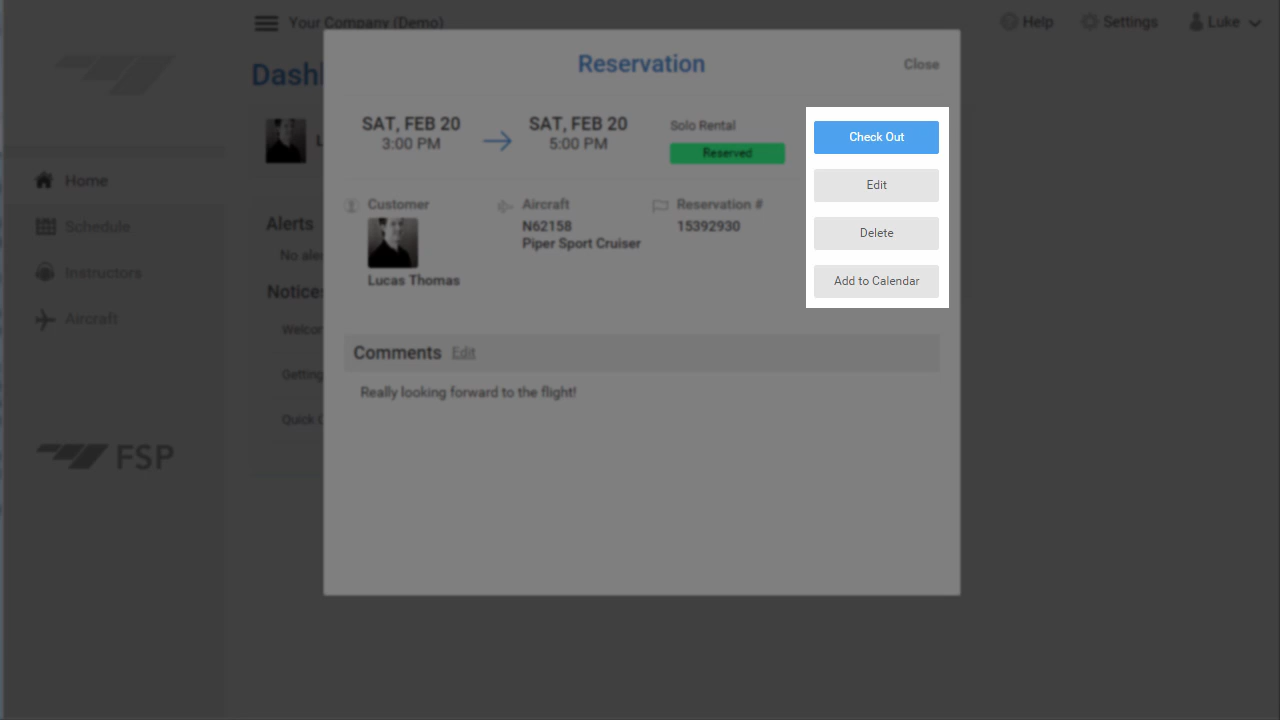 Your Company (Demo)
Help
Settings
Luke
Dashl
Reservation
Close
SAT, FEB 20
3:00 PM
SAT, FEB 20
5:00 PM
Solo Rental
Reserved
Check Out
Edit
Delete
Add to Calendar
Home
Schedule
Instructors
Aircraft
FSP
L
Alerts
No aler
Notices
Welcor
Getting
Quick
Customer
Lucas Thomas
Aircraft
N62158
Piper Sport Cruiser
Reservation #
15392930
Comments Edit
Really looking forward to the flight!